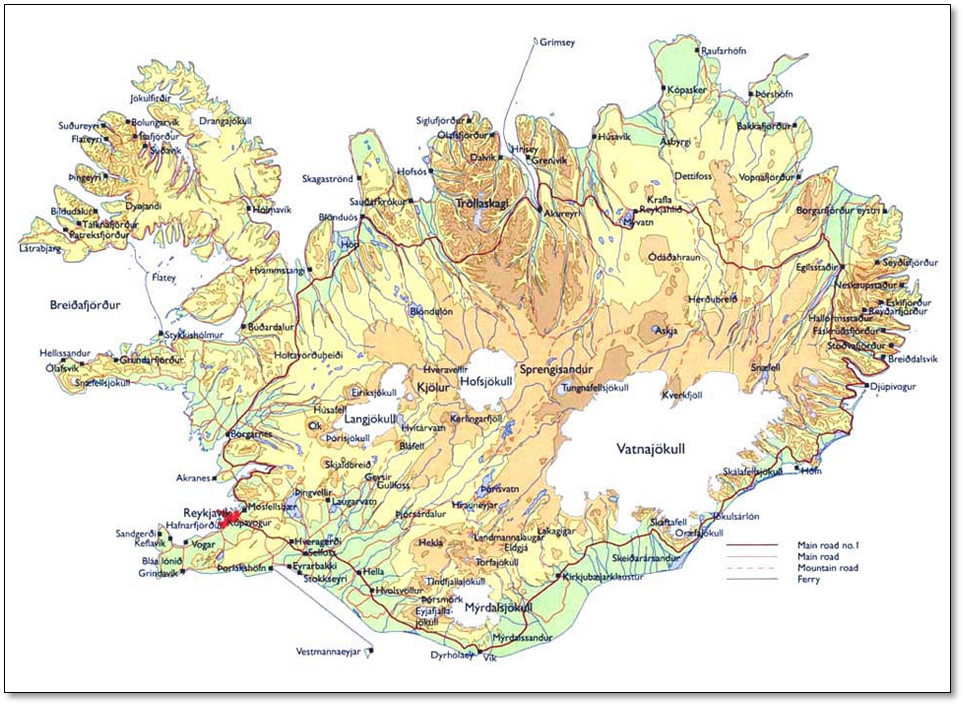 Grimsey
Raufarhöfn
Kópasker
Þórshöfn
Jökulfirðir
Drangajökull
Bolungarvík
Suðureyri
Ísafjörður
Flateyri
Súðavík
Þingeyri
Dynjandi
Bíldudalur
Tálknafjörður
Patreksfjörður
Látrabjarg
Hólmavík
Flatey
Siglufjörður
Ólafsfjörður
Dalvík
Hrísey
Grenivík
Húsavík
Ásbyrgi
Bakkafjörður
Dettifoss
Vopnafjörður
Skagaströnd
Hofsós
Sauðárkrókur
Tröllaskagi
Akureyri
Krafla
Reykjahlíð
Mývatn
Borgarfjörður eystri
Blönduós
Hóp
Hvammstangi
Ódáðahraun
Egilsstaðir
Seyðisfjörður
Neskaupstaður
Eskifjörður
Reyðarfjörður
Hallormsstaður
Fáskrúðsfjörður
Stöðvarfjörður
Breiðdalsvík
Djúpivogur
Herðubreið
Askja
Snæfell
Breiðafjörður
Stykkishólmur
Búðardalur
Blöndulón
Holtavörðuheiði
Hellissandur
Ólafsvík
Grundarfjörður
Snæfellsjökull
Hveravellir
Kjölur
Hofsjökull
Sprengisandur
Tungnafellsjökull
Kverkfjöll
Eiríksjökull
Húsafell
Ok
Langjökull
Þórisjökull
Hvítárvatn
Kerlingarfjöll
Bláfell
Vatnajökull
Borgarnes
Skjaldbreið
Geysir
Gullfoss
Akranes
Þingvellir
Laugarvatn
Þórisvatn
Hrauneyjar
Skálafellsjökull
Höfn
Reykjavík
Mosfellsbær
Kópavogur
Hafnarfjörður
Sandgerði
Keflavík
Vogar
Bláa lónið
Grindavík
Þjórsárdalur
Hveragerði
Selfoss
Eyrarbakki
Stokkseyri
Þorlákshöfn
Hella
Hvolsvöllur
Hekla
Landmannalaugar
Eldgjá
Lakagígar
Torfajökull
Skaftafell
Jökulsárlón
Öræfajökull
Skeiðarársandur
Kirkjubæjarklaustur
Tindfjallajökull
Þórsmörk
Eyjafjalla-
jökull
Mýrdalsjökull
Mýrdalssandur
Dyrhólaey
Vík
Vestmannaeyjar
Main road no.1
Main road
Mountain road
Ferry